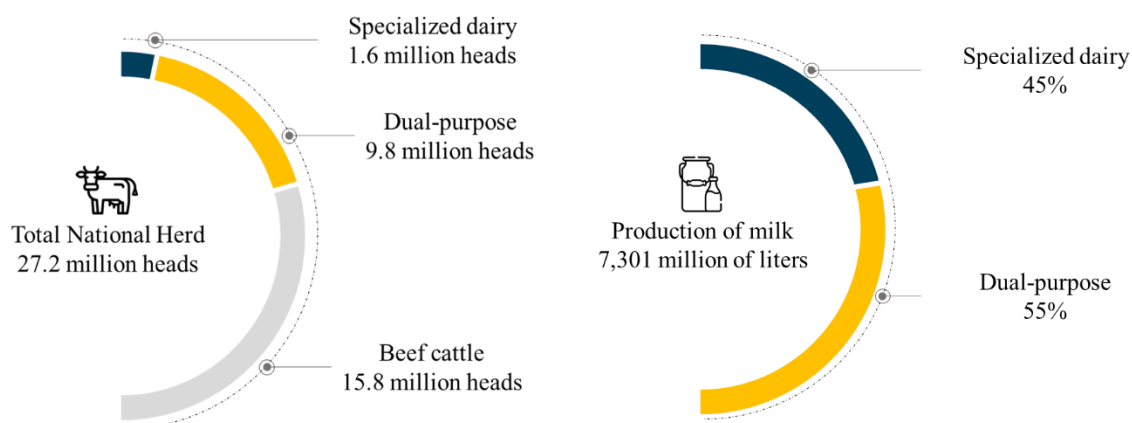 Specialized dairy
1.6 million heads
Dual-purpose
9.8 million heads
Total National Herd
27.2 million heads
Beef cattle
15.8 million heads
Specialized dairy
45%
Production of milk
7,301 million of liters
Dual-purpose
55%